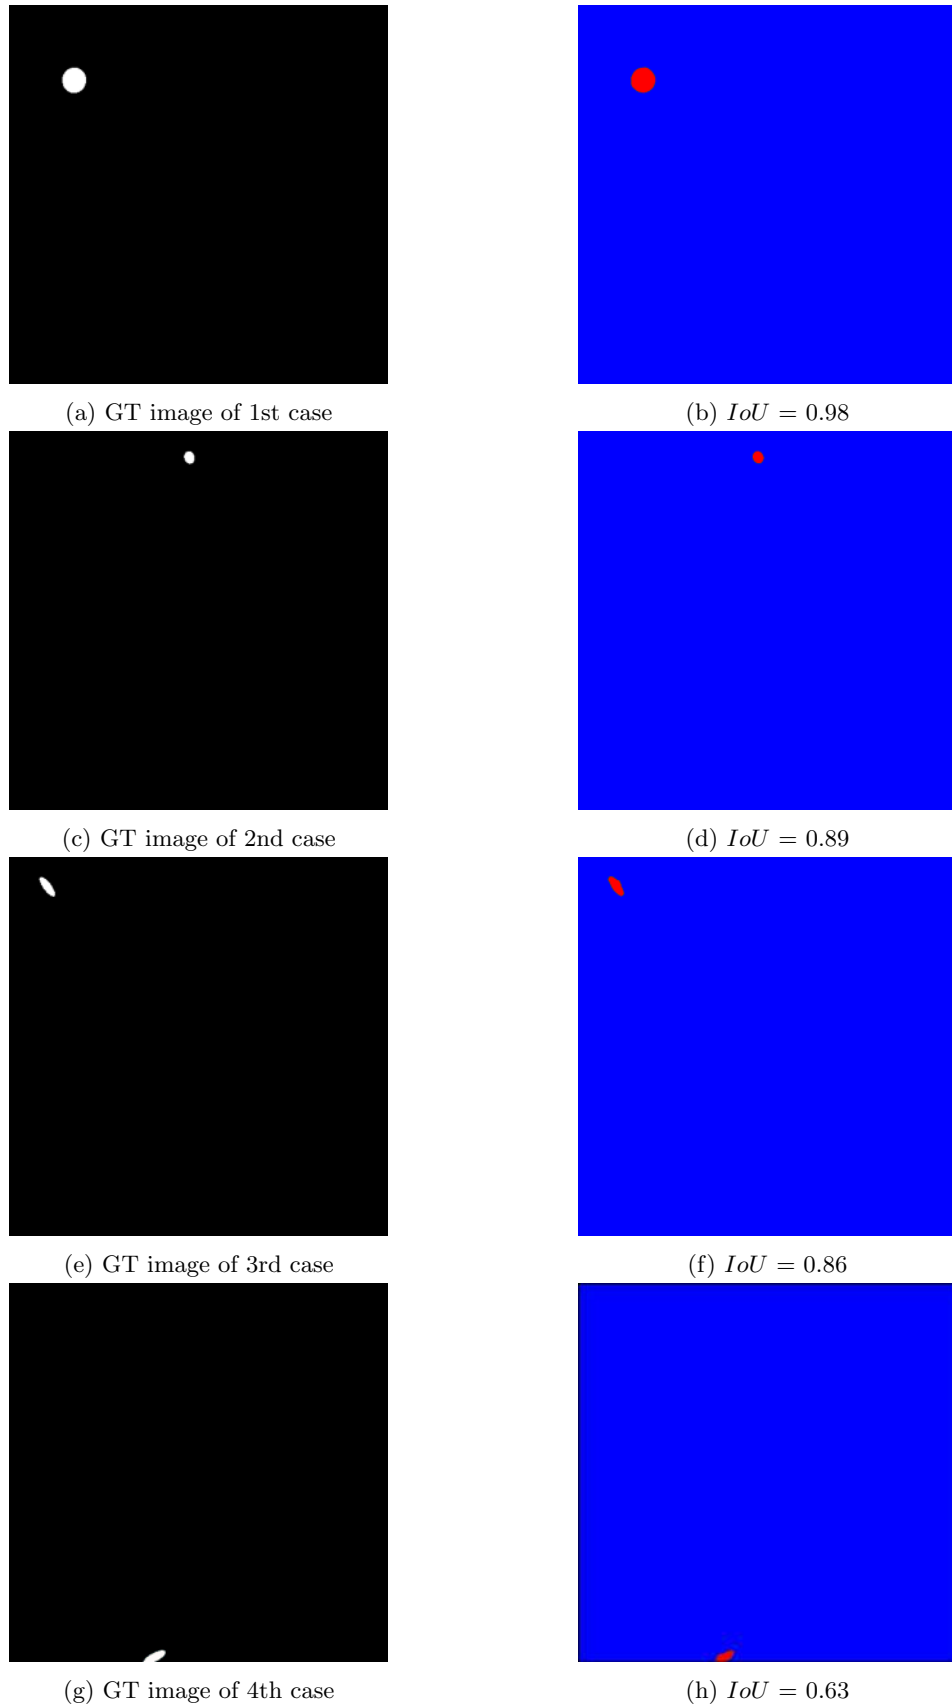 (a) GT image of 1st case
(b) IoU = 0.98
(c) GT image of 2nd case
(d) IoU = 0.89
(e) GT image of 3rd case
(f) IoU = 0.86
(g) GT image of 4th case
(h) IoU = 0.63